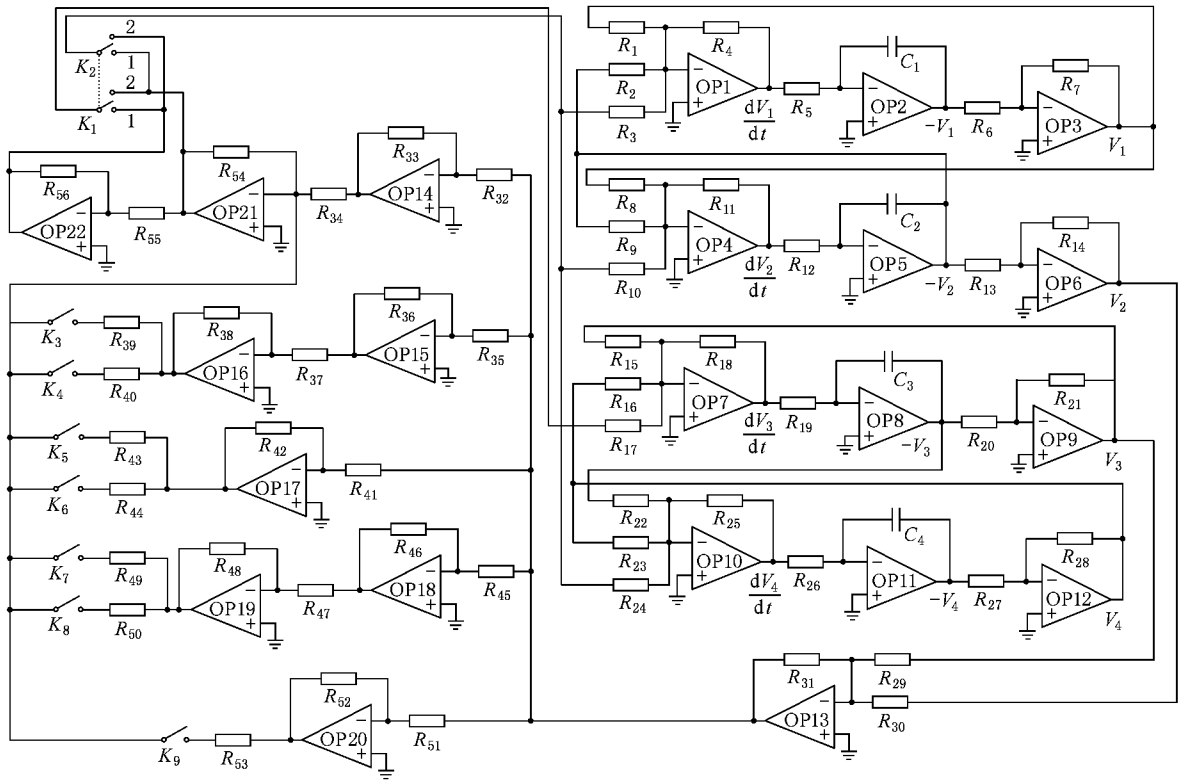 2
K₂
1
2
K₁
1
R₁
R₄
R₂
OP1
R₃
dV₁/dt
R₅
C₁
OP2
−V₁
R₆
R₇
OP3
V₁
R₅₆
OP22
R₅₅
R₅₄
OP21
R₃₄
R₃₃
OP14
R₃₂
R₈
R₁₁
R₉
OP4
R₁₀
dV₂/dt
R₁₂
C₂
OP5
−V₂
R₁₃
R₁₄
OP6
V₂
K₃
R₃₉
K₄
R₄₀
R₃₈
OP16
R₃₇
R₃₆
OP15
R₃₅
R₁₅
R₁₈
R₁₆
OP7
R₁₇
dV₃/dt
R₁₉
C₃
OP8
−V₃
R₂₀
R₂₁
OP9
V₃
K₅
R₄₃
K₆
R₄₄
R₄₂
OP17
R₄₁
R₂₂
R₂₅
R₂₃
OP10
R₂₄
dV₄/dt
R₂₆
C₄
OP11
−V₄
R₂₇
R₂₈
OP12
V₄
K₇
R₄₉
K₈
R₅₀
R₄₈
OP19
R₄₇
R₄₆
OP18
R₄₅
K₉
R₅₃
R₅₂
OP20
R₅₁
R₃₁
R₂₉
OP13
R₃₀